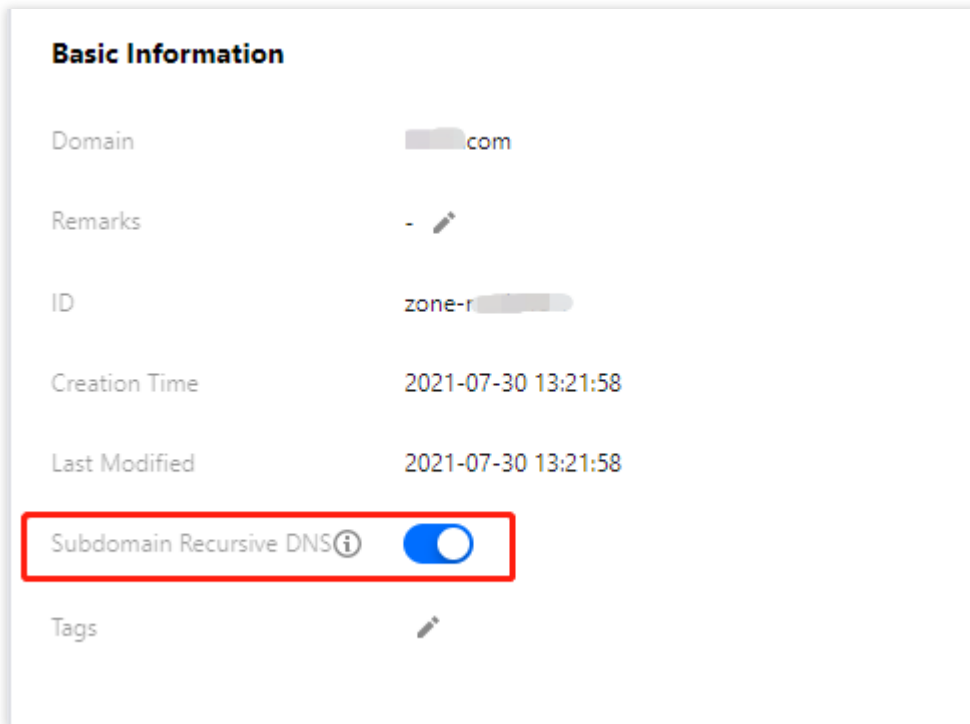 Basic Information
Domain .com
Remarks -
ID zone-r
Creation Time 2021-07-30 13:21:58
Last Modified 2021-07-30 13:21:58
Subdomain Recursive DNS
Tags